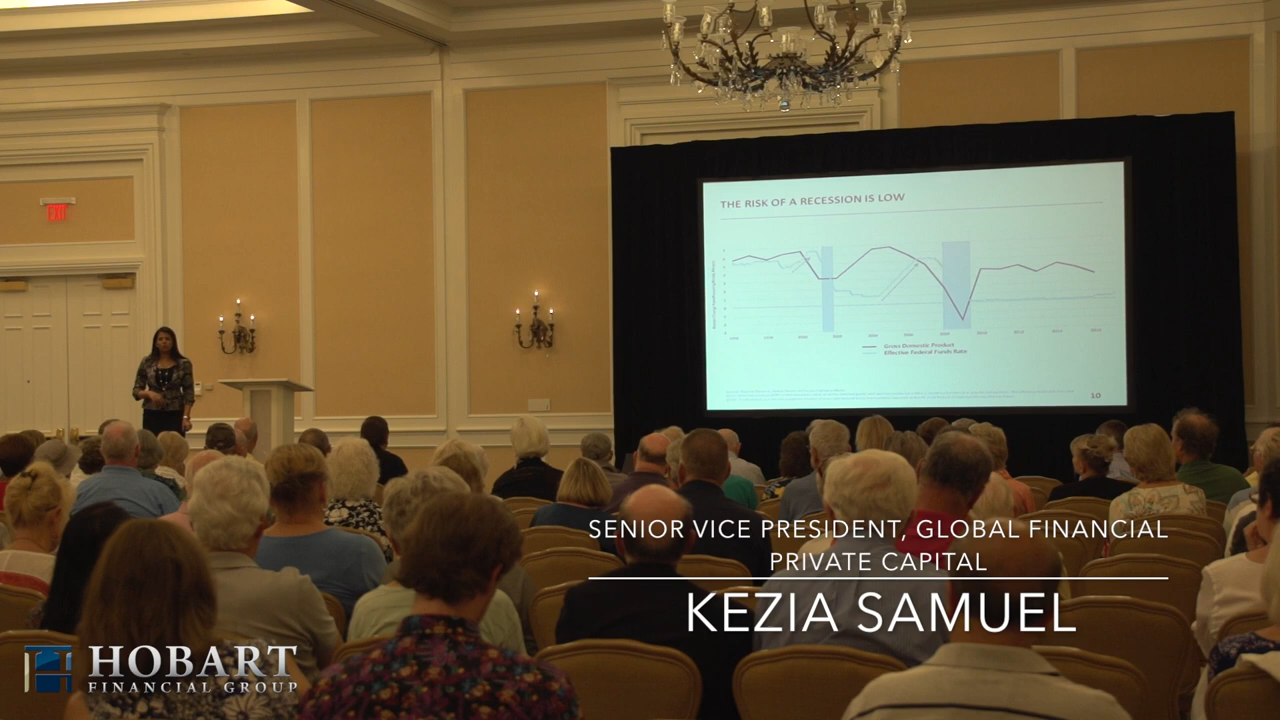 EXIT
THE RISK OF A RECESSION IS LOW
Gross Domestic Product
Effective Federal Funds Rate
10
SENIOR VICE PRESIDENT, GLOBAL FINANCIAL
PRIVATE CAPITAL
KEZIA SAMUEL
HOBART
FINANCIAL GROUP